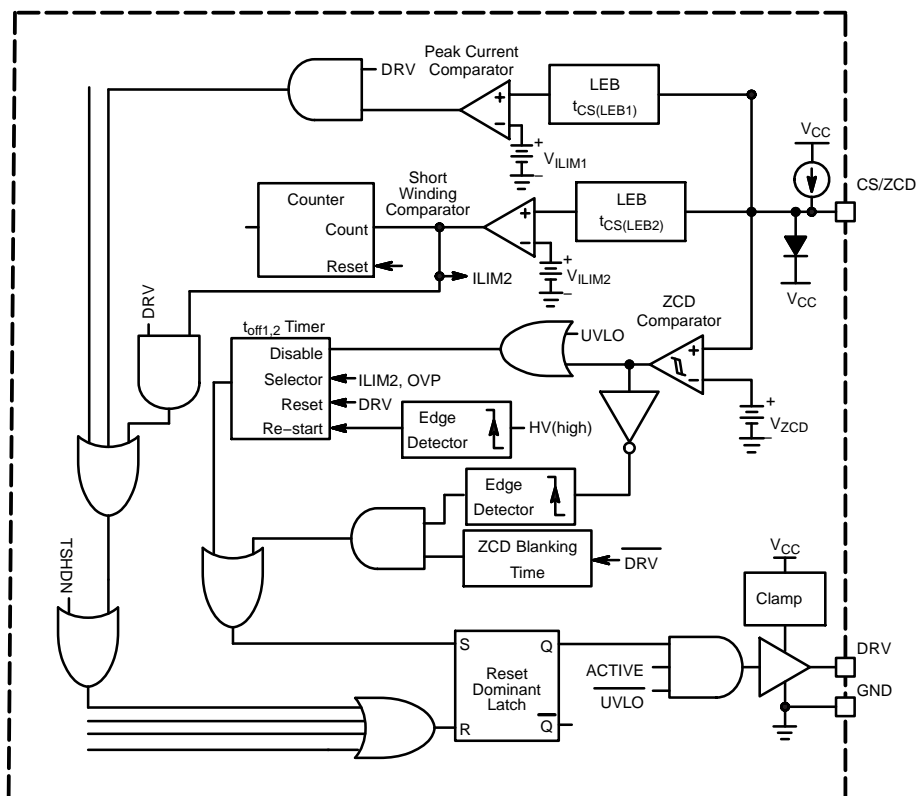 Peak Current
Comparator
DRV
LEB
tCS(LEB1)
+
−
+
−
VILIM1
VCC
CS/ZCD
Short
Winding
Comparator
Counter
Count
Reset
LEB
tCS(LEB2)
+
−
+
−
VILIM2
ILIM2
VCC
DRV
toff1,2 Timer
Disable
Selector
Reset
Re−start
UVLO
ZCD
Comparator
+
−
+
−
VZCD
ILIM2, OVP
DRV
Edge
Detector
HV(high)
Edge
Detector
ZCD Blanking
Time
DRV
TSHDN
VCC
Clamp
S
Q
Reset
Dominant
Latch
R
Q
ACTIVE
UVLO
DRV
GND